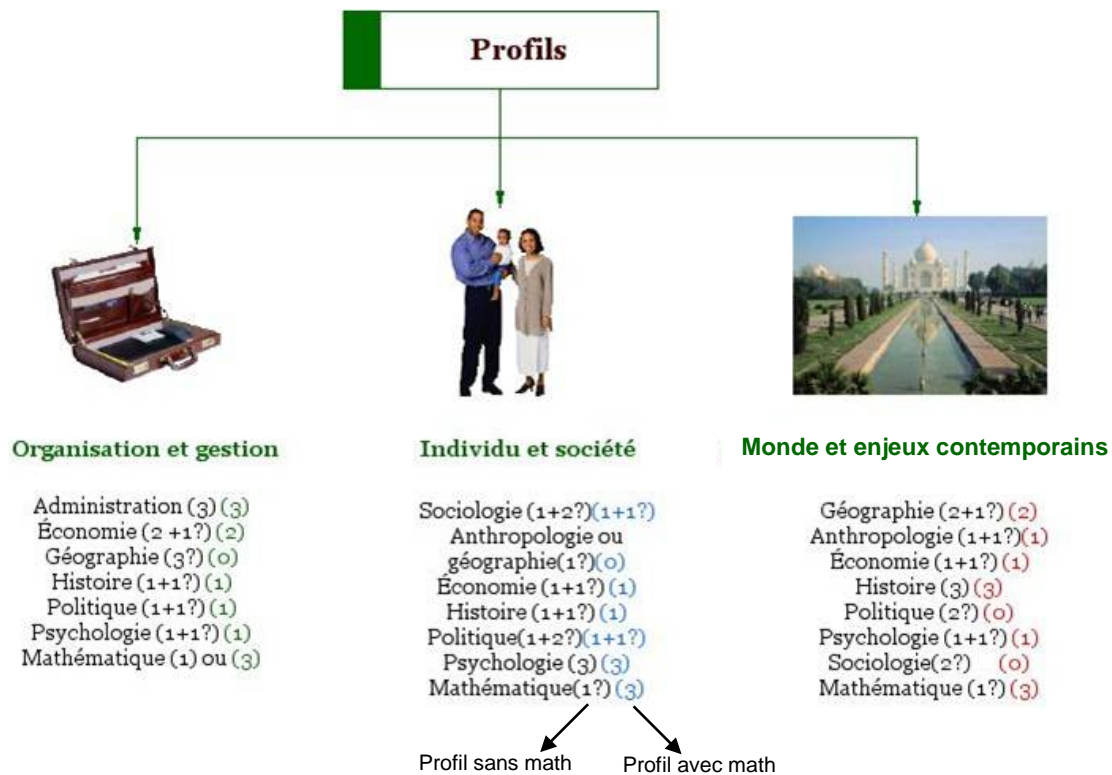 Profils
Organisation et gestion
Administration (3) (3)
Économie (2 +1?) (2)
Géographie (3?) (0)
Histoire (1+1?) (1)
Politique (1+1?) (1)
Psychologie (1+1?) (1)
Mathématique (1) ou (3)
Individu et société
Sociologie (1+2?)(1+1?)
Anthropologie ou
géographie(1?)(0)
Économie (1+1?) (1)
Histoire (1+1?) (1)
Politique(1+2?)(1+1?)
Psychologie (3) (3)
Mathématique(1?) (3)
Profil sans math
Profil avec math
Monde et enjeux contemporains
Géographie (2+1?) (2)
Anthropologie (1+1?)(1)
Économie (1+1?) (1)
Histoire (3) (3)
Politique (2?) (0)
Psychologie (1+1?) (1)
Sociologie(2?) (0)
Mathématique (1?) (3)